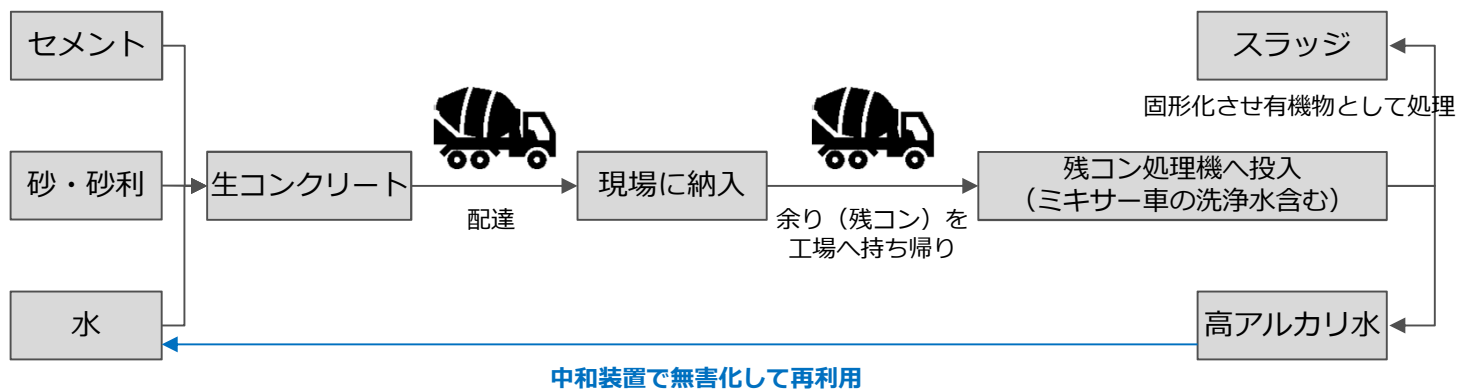 セメント
砂・砂利
水
生コンクリート
配達
現場に納入
余り（残コン）を
工場へ持ち帰り
残コン処理機へ投入
（ミキサー車の洗浄水含む）
スラッジ
固形化させ有機物として処理
高アルカリ水
中和装置で無害化して再利用